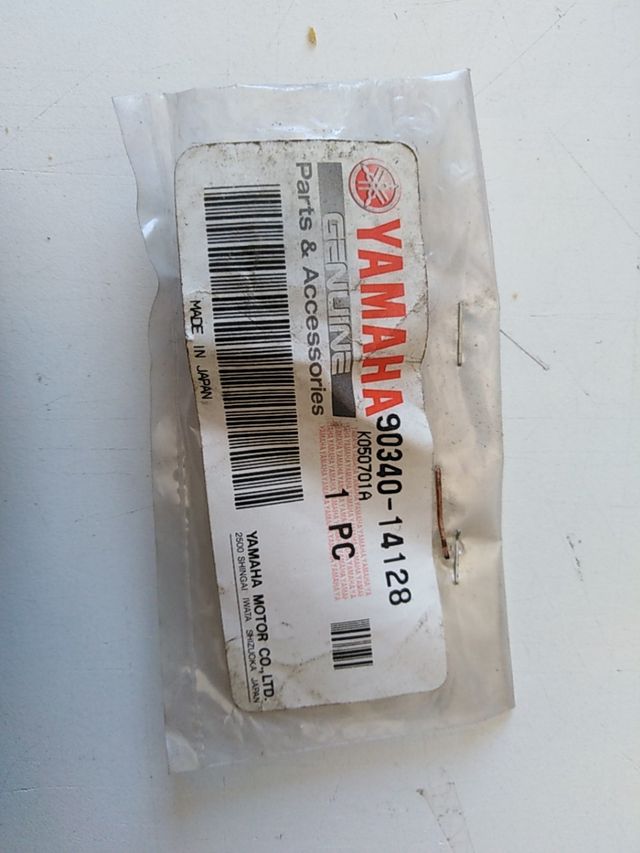 YAMAHA
GENUINE
Parts & Accessories
90340-14128
K050701A
1 PC
MADE IN JAPAN
YAMAHA MOTOR CO., LTD.
2500 SHINGAI IWATA SHIZUOKA JAPAN